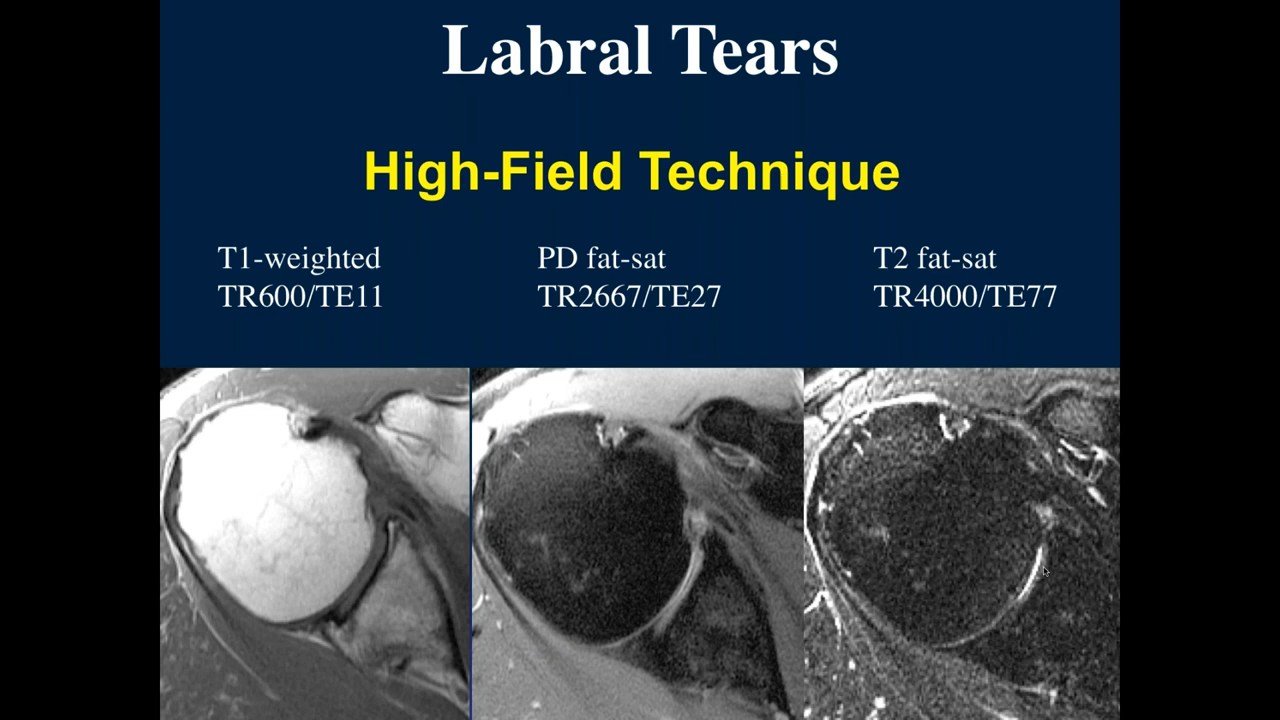 Labral Tears
High-Field Technique
T1-weighted
TR600/TE11
PD fat-sat
TR2667/TE27
T2 fat-sat
TR4000/TE77